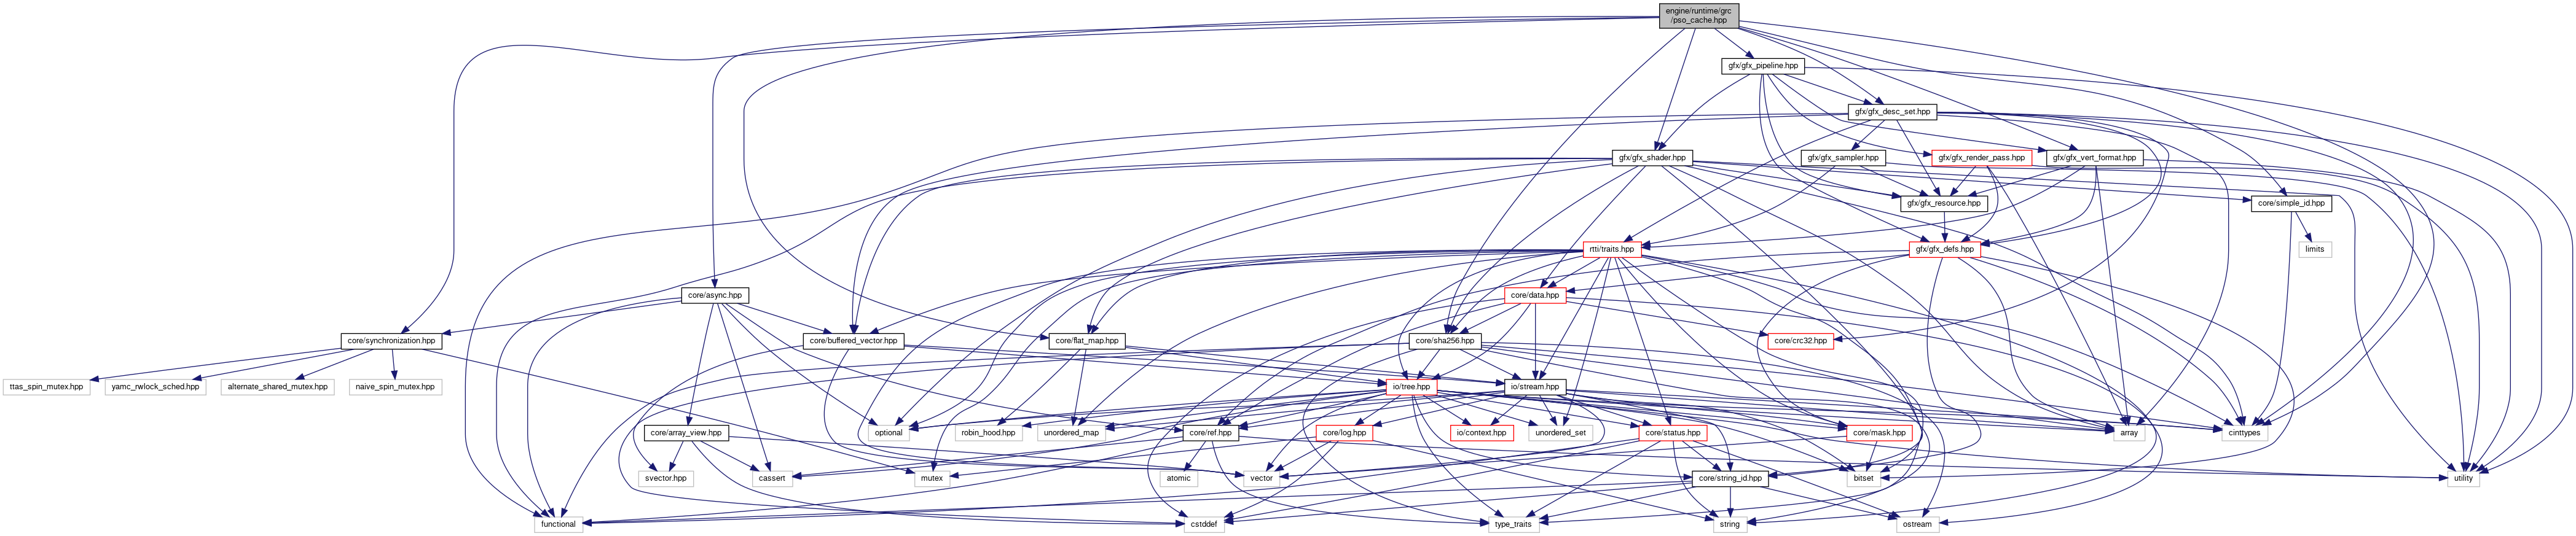 engine/runtime/grc
/pso_cache.hpp
gfx/gfx_pipeline.hpp
gfx/gfx_desc_set.hpp
gfx/gfx_shader.hpp
gfx/gfx_sampler.hpp
gfx/gfx_render_pass.hpp
gfx/gfx_vert_format.hpp
gfx/gfx_resource.hpp
core/simple_id.hpp
rtti/traits.hpp
gfx/gfx_defs.hpp
limits
core/async.hpp
core/data.hpp
core/synchronization.hpp
core/buffered_vector.hpp
core/flat_map.hpp
core/sha256.hpp
core/crc32.hpp
ttas_spin_mutex.hpp
yamc_rwlock_sched.hpp
alternate_shared_mutex.hpp
naive_spin_mutex.hpp
io/tree.hpp
io/stream.hpp
core/array_view.hpp
optional
robin_hood.hpp
unordered_map
core/ref.hpp
core/log.hpp
io/context.hpp
unordered_set
core/status.hpp
core/mask.hpp
array
cinttypes
svector.hpp
cassert
mutex
atomic
vector
core/string_id.hpp
bitset
utility
functional
cstddef
type_traits
string
ostream